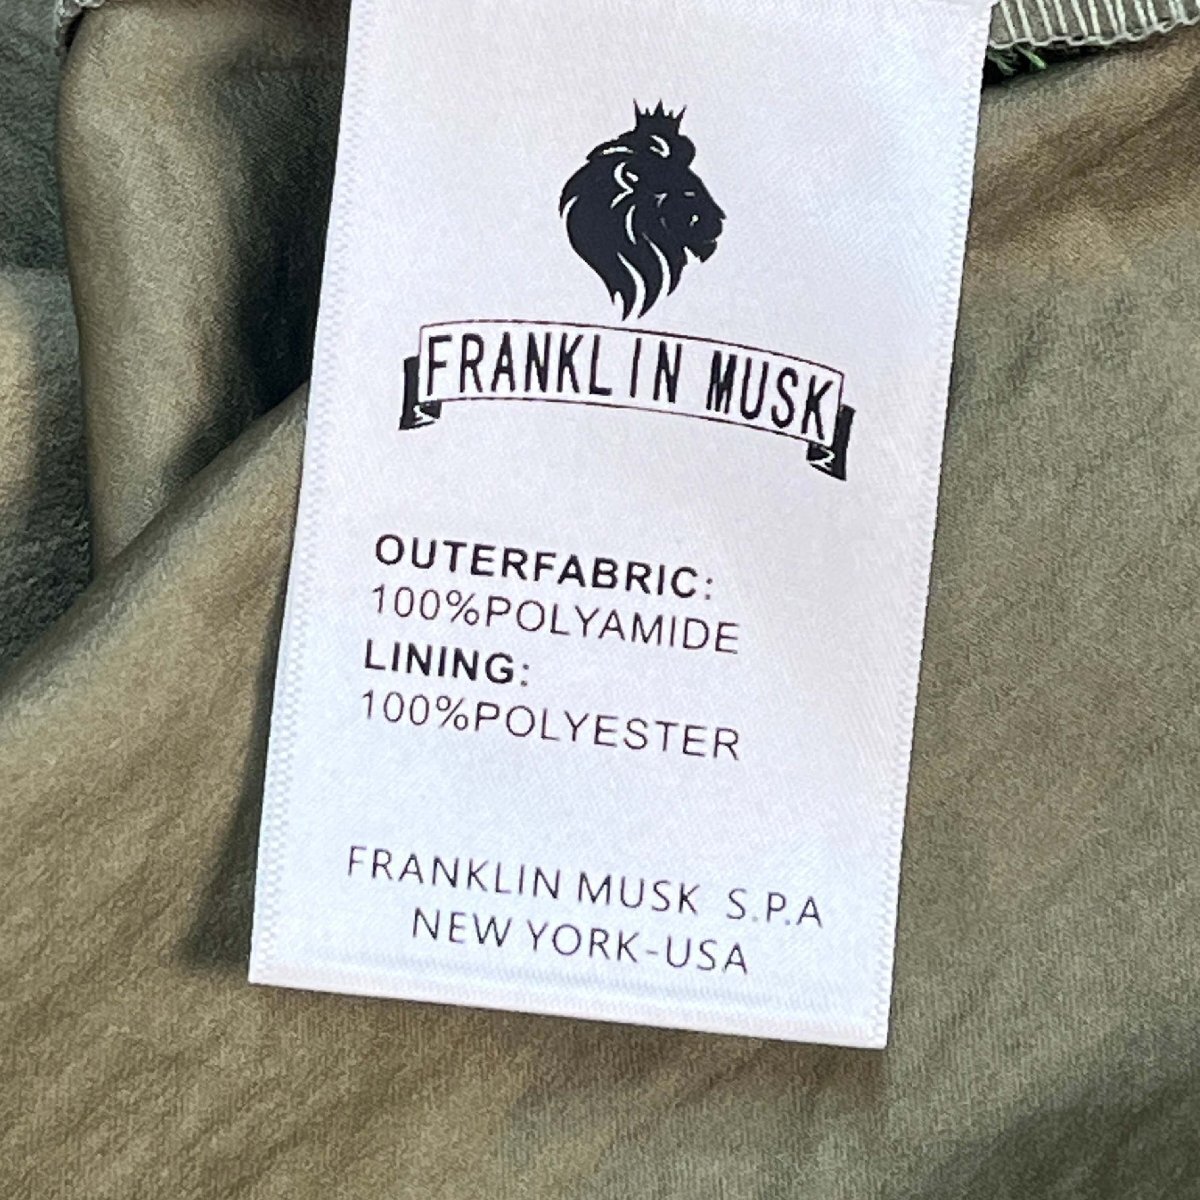 FRANKLIN MUSK
OUTERFABRIC:
100%POLYAMIDE
LINING:
100%POLYESTER
FRANKLIN MUSK S.P.A
NEW YORK-USA